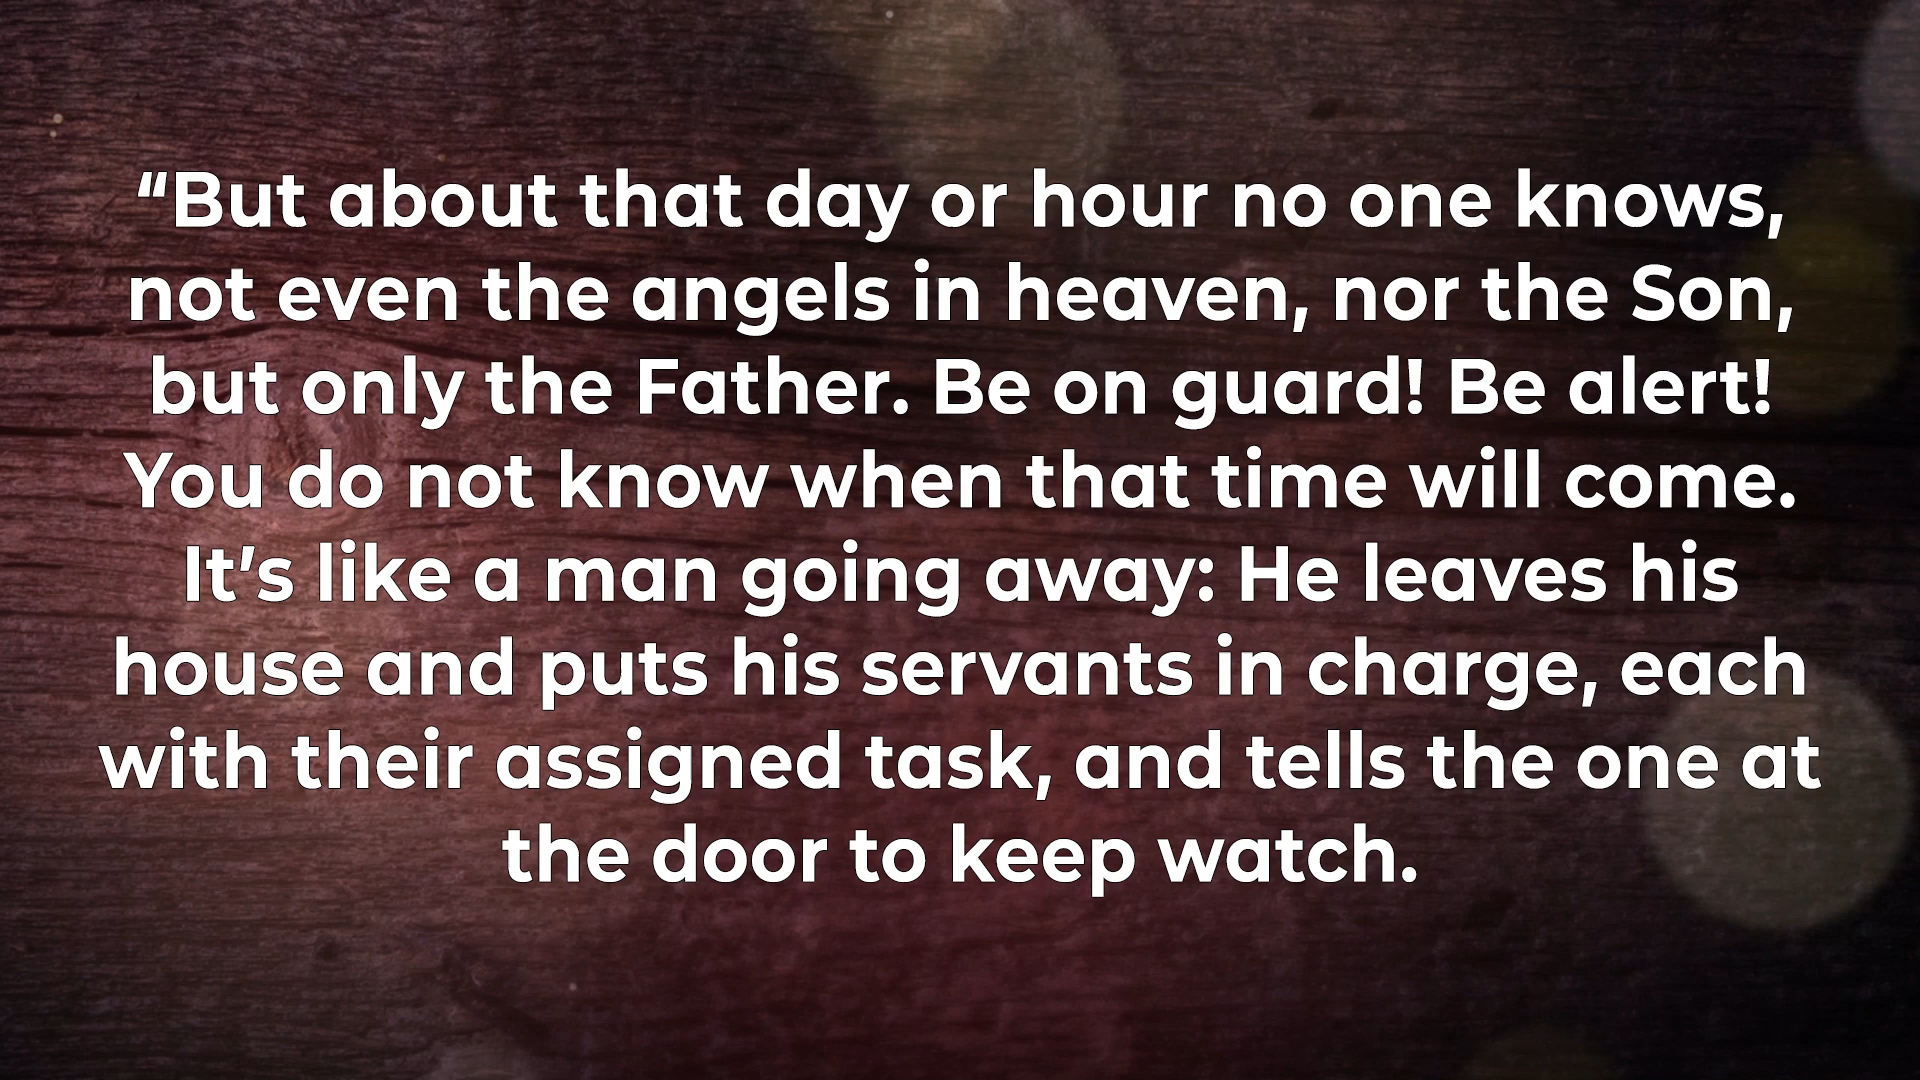 “But about that day or hour no one knows,
not even the angels in heaven, nor the Son,
but only the Father. Be on guard! Be alert!
You do not know when that time will come.
It’s like a man going away: He leaves his
house and puts his servants in charge, each
with their assigned task, and tells the one at
the door to keep watch.